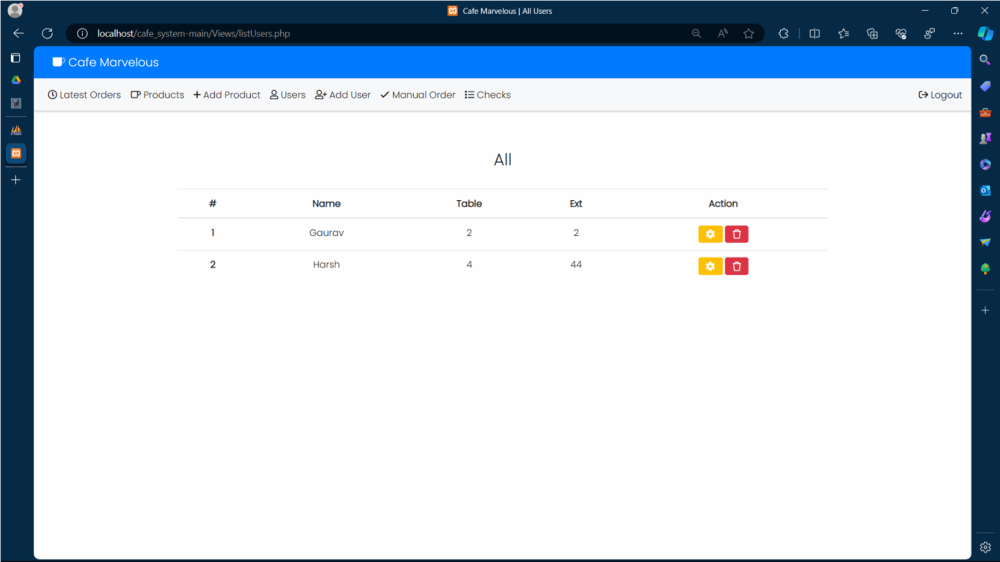 Cafe Marvelous | All Users
localhost/cafe_system-main/Views/listUsers.php
Cafe Marvelous
Latest Orders Products Add Product Users Add User Manual Order Checks Logout
All
# Name Table Ext Action
1 Gaurav 2 2
2 Harsh 4 44